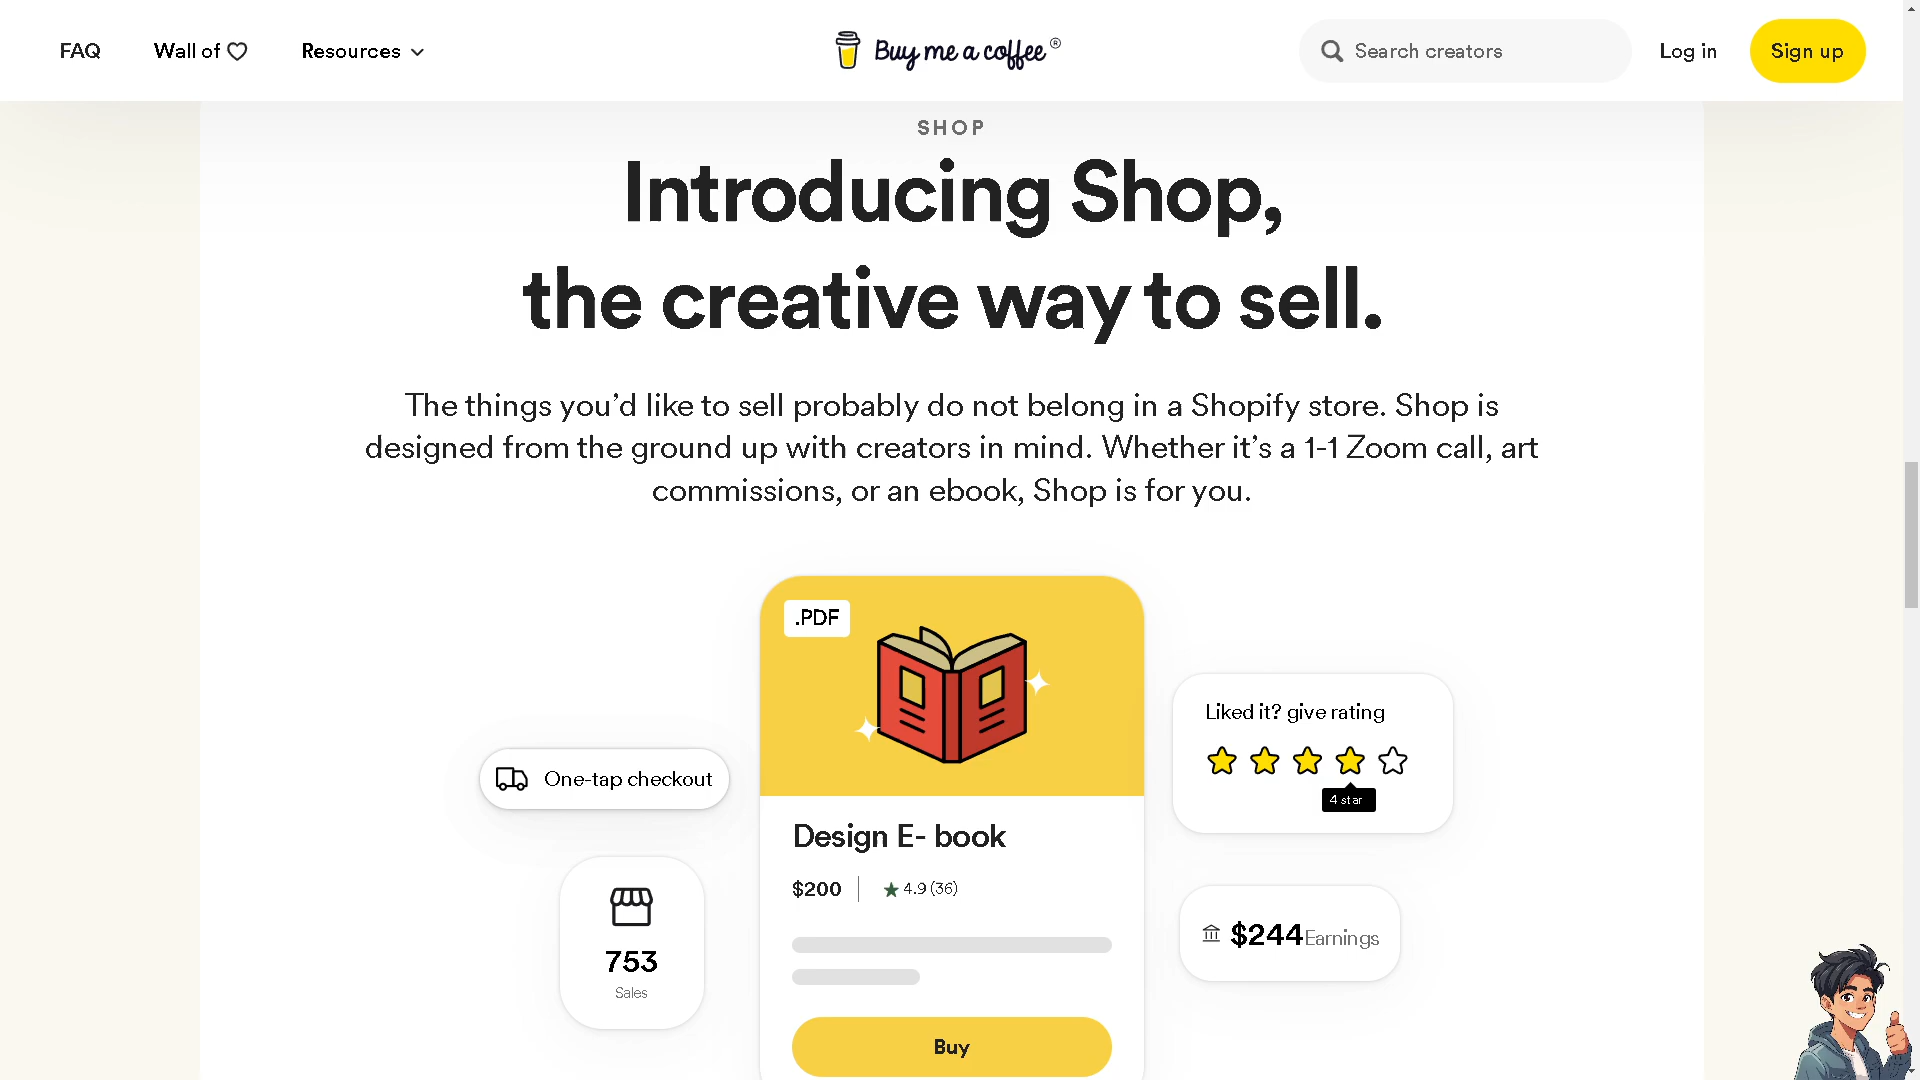 FAQ
Wall of
Resources
Buy me a coffee®
Search creators
Log in
Sign up
SHOP
Introducing Shop,
the creative way to sell.
The things you’d like to sell probably do not belong in a Shopify store. Shop is
designed from the ground up with creators in mind. Whether it’s a 1-1 Zoom call, art
commissions, or an ebook, Shop is for you.
.PDF
Liked it? give rating
4 star
One-tap checkout
Design E- book
$200
4.9 (36)
753
Sales
$244 Earnings
Buy